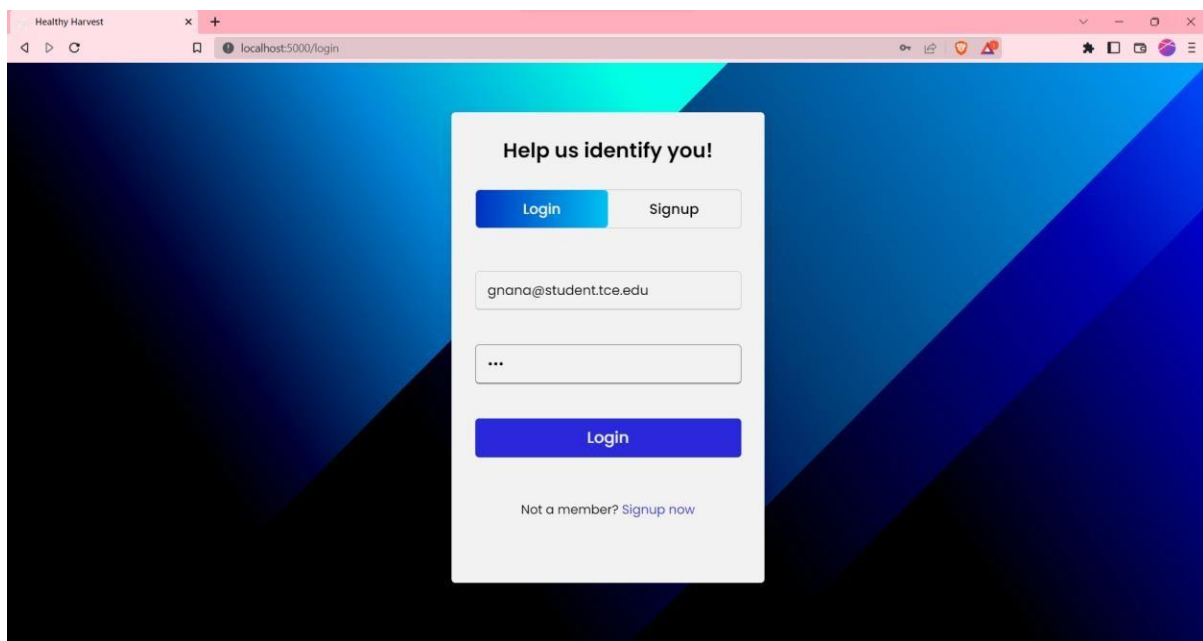 Healthy Harvest
localhost:5000/login
Help us identify you!
Login Signup
gnana@student.tce.edu
•••
Login
Not a member? Signup now